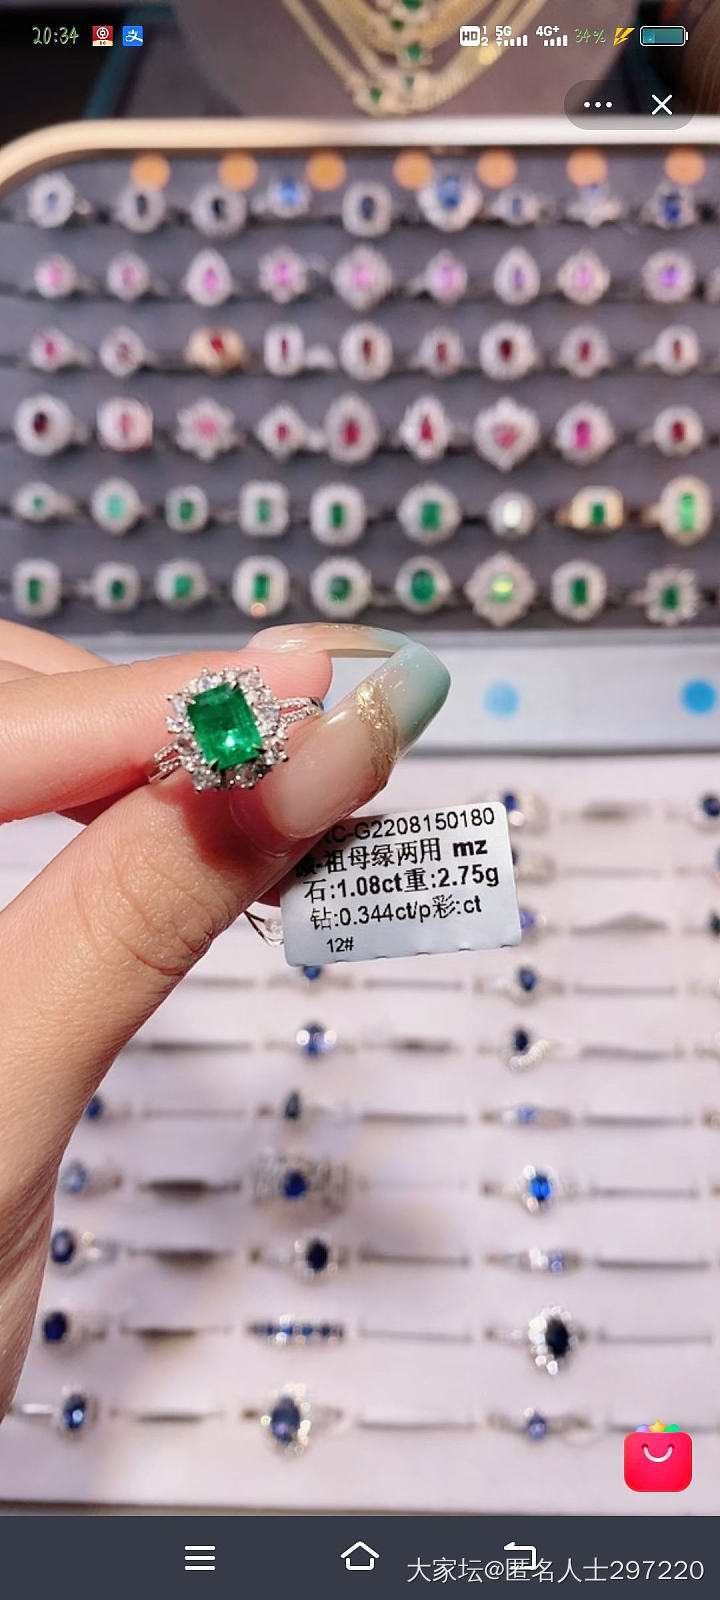 20:34
HD 1 2 5G 4G+ 34%
C-G2208150180
-祖母绿两用 mz
石:1.08ct重:2.75g
钻:0.344ct/p彩:ct
12#
大家坛@匿名人士297220